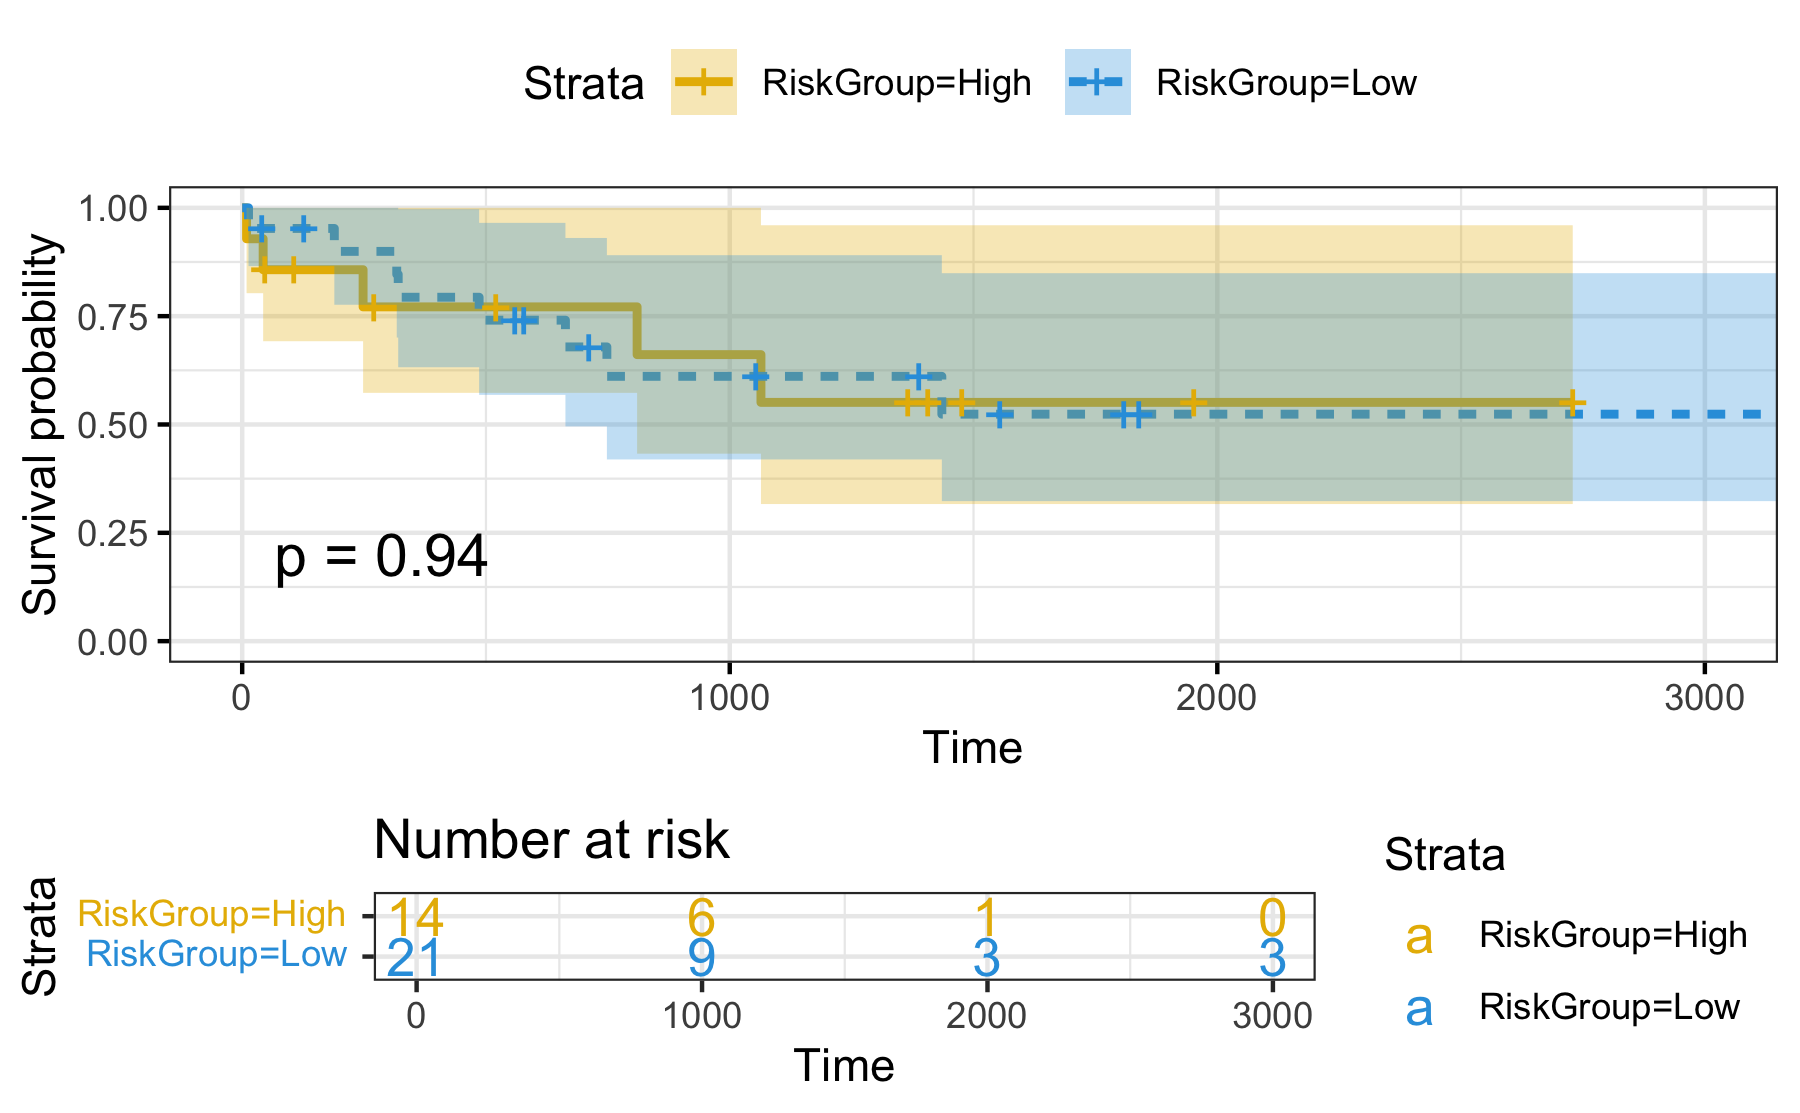 Strata RiskGroup=High RiskGroup=Low
Survival probability
1.00
0.75
0.50
0.25
0.00
p = 0.94
0 1000 2000 3000
Time
Number at risk
Strata
RiskGroup=High 14 6 1 0
RiskGroup=Low 21 9 3 3
0 1000 2000 3000
Time
Strata
a RiskGroup=High
a RiskGroup=Low